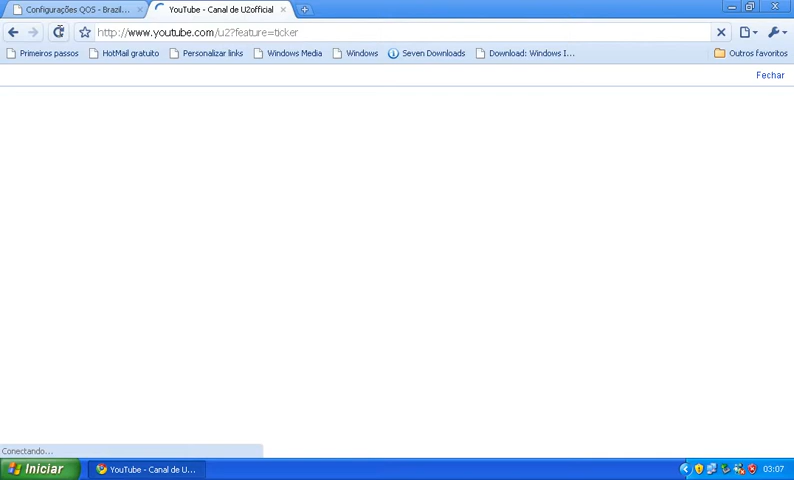 Configurações QOS - Brazil...
YouTube - Canal de U2official
http://www.youtube.com/u2?feature=ticker
Primeiros passos
HotMail gratuito
Personalizar links
Windows Media
Windows
Seven Downloads
Download: Windows I...
Outros favoritos
Fechar
Conectando...
Iniciar
YouTube - Canal de U...
03:07